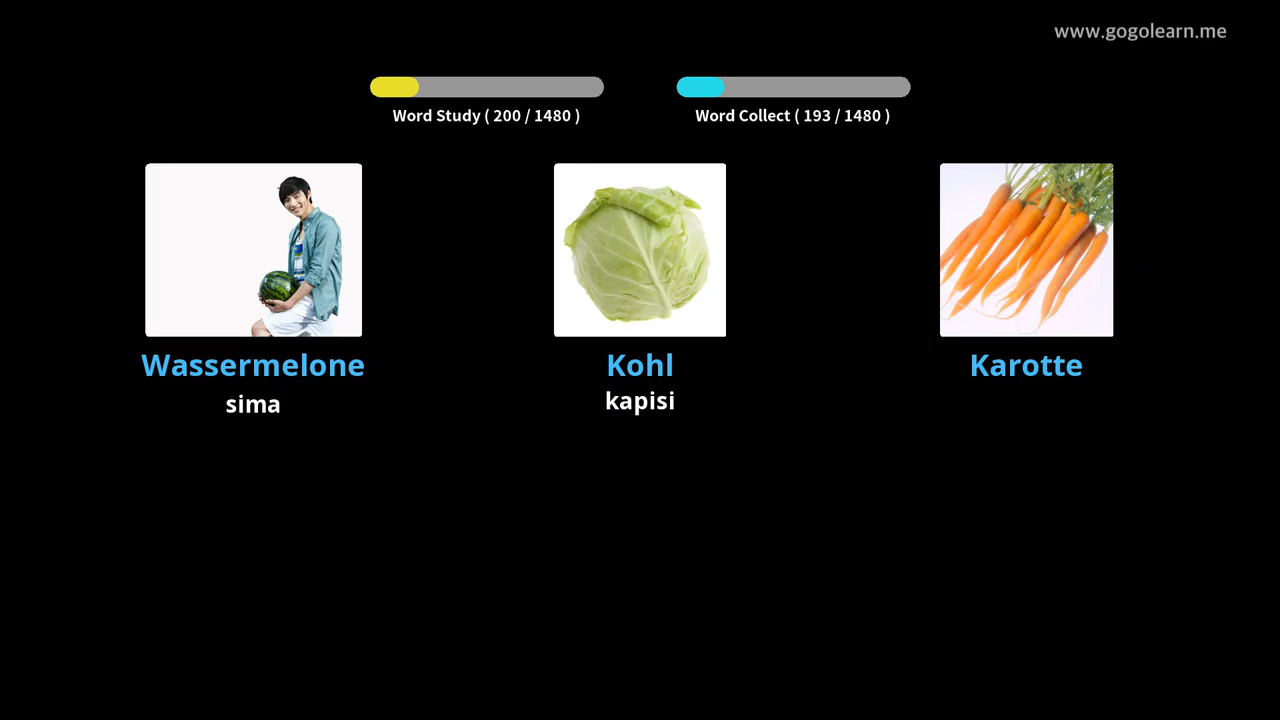 www.gogolearn.me
Word Study ( 200 / 1480 )
Word Collect ( 193 / 1480 )
Wassermelone
sima
Kohl
kapisi
Karotte